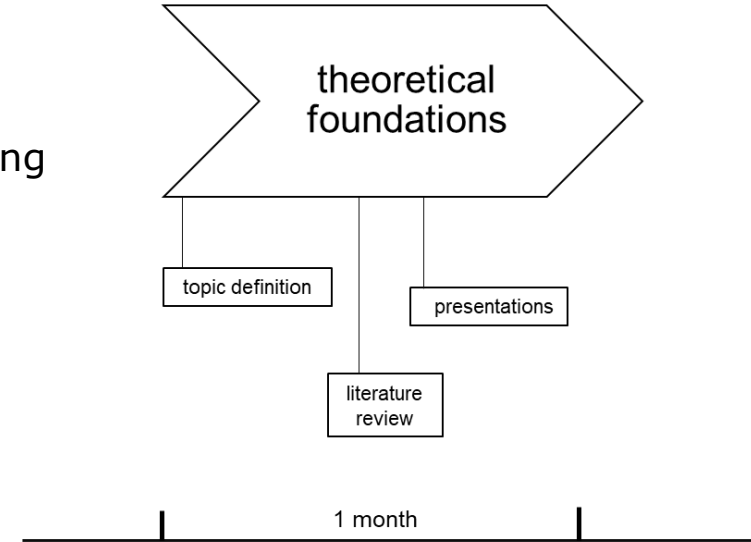 theoretical
foundations
ng
topic definition
presentations
literature
review
1 month